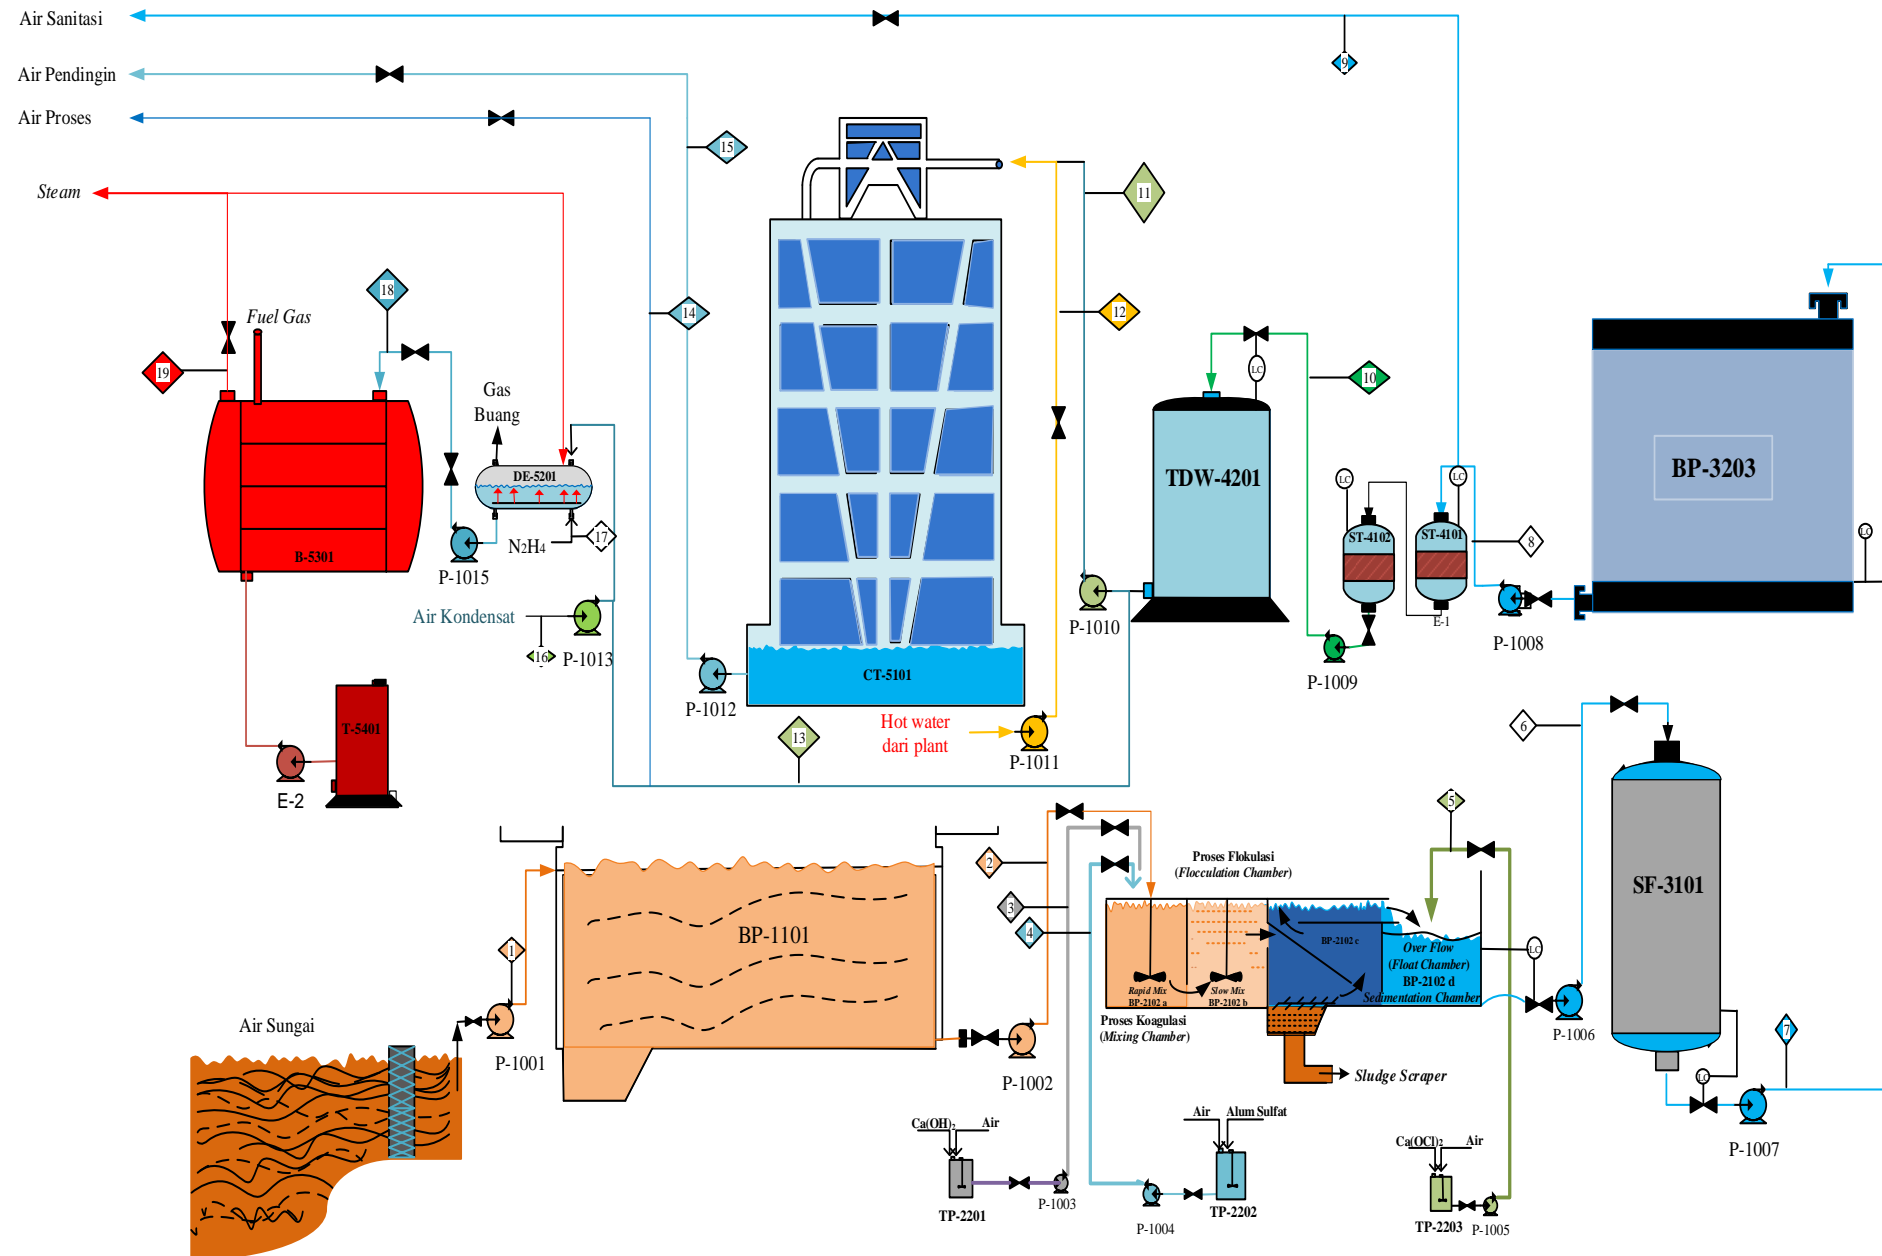 Air Sanitasi
9
Air Pendingin
Air Proses
15
Steam
11
18
Fuel Gas
14
12
19
LC
10
Gas
Buang
DE-5201
TDW-4201
BP-3203
LC
LC
LC
ST-4102
ST-4101
8
N2H4
17
B-5301
P-1015
Air Kondensat
16
P-1013
P-1010
E-1
P-1008
P-1009
CT-5101
P-1012
T-5401
E-2
Hot water
dari plant
13
P-1011
6
5
2
Proses Flokulasi
(Flocculation Chamber)
SF-3101
3
4
BP-1101
1
BP-2102 c
Over Flow
(Float Chamber)
BP-2102 d
Sedimentation Chamber
LC
Rapid Mix
BP-2102 a
Slow Mix
BP-2102 b
Proses Koagulasi
(Mixing Chamber)
Air Sungai
P-1001
P-1002
P-1006
7
Sludge Scraper
LC
P-1007
Ca(OH)2
Air
Air
Alum Sulfat
Ca(OCl)2
Air
P-1003
TP-2201
P-1004
TP-2202
TP-2203
P-1005